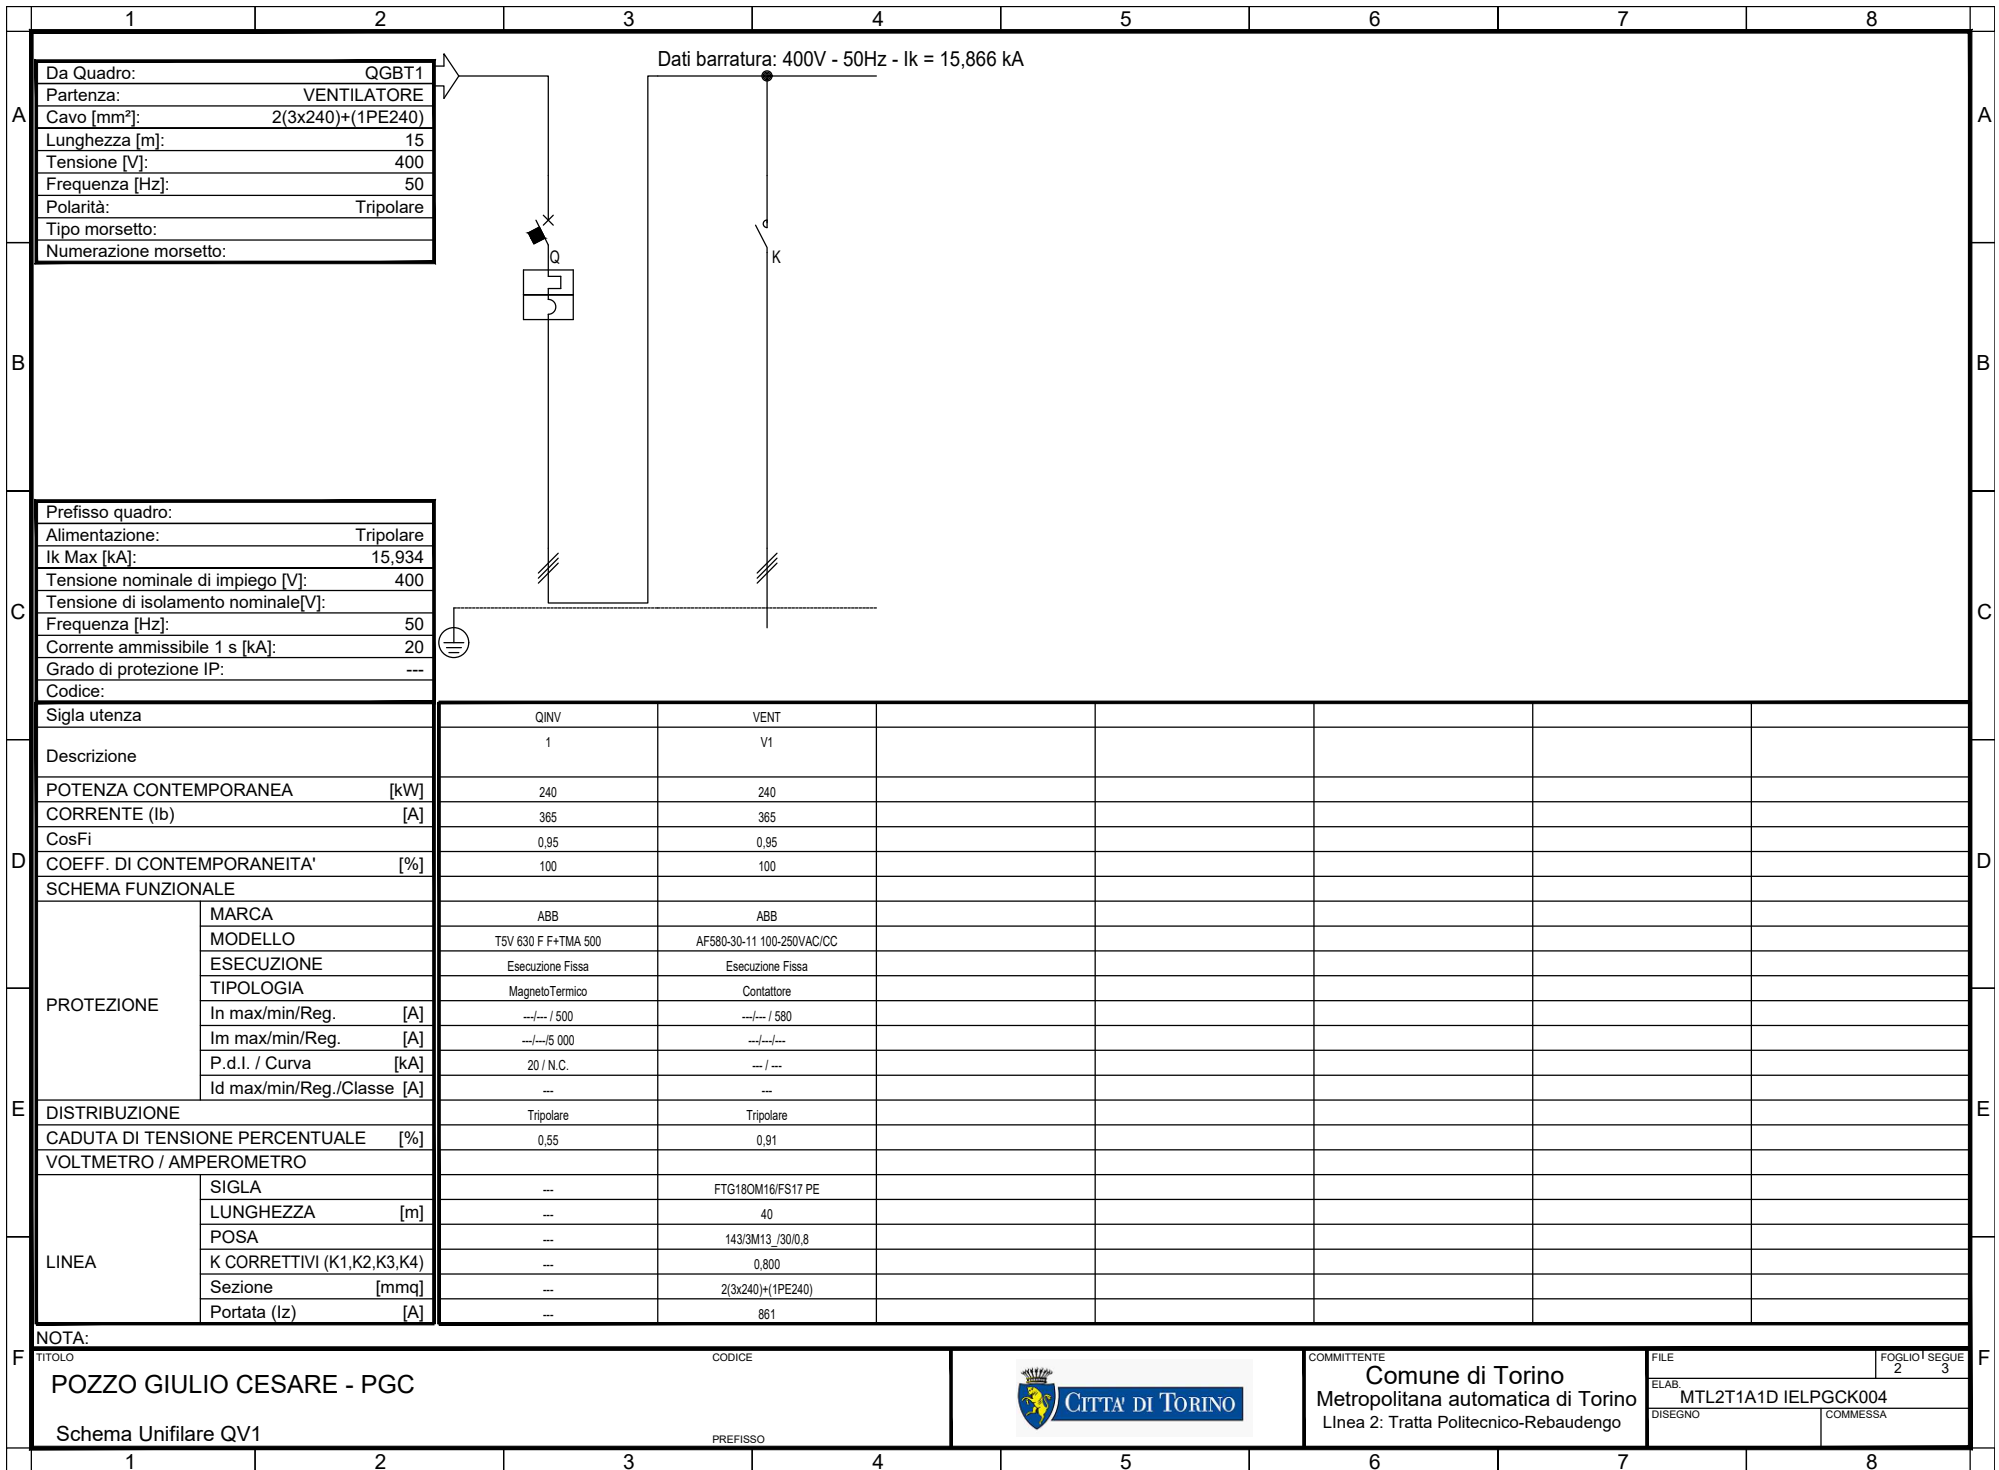 1 2 3 4 5 6 7 8
Dati barratura: 400V - 50Hz - Ik = 15,866 kA
Da Quadro: QGBT1
Partenza: VENTILATORE
A A
Cavo [mm²]: 2(3x240)+(1PE240)
Lunghezza [m]: 15
Tensione [V]: 400
Frequenza [Hz]: 50
Polarità: Tripolare
Tipo morsetto:
Numerazione morsetto:
Q K
B B
Prefisso quadro:
Alimentazione: Tripolare
Ik Max [kA]: 15,934
Tensione nominale di impiego [V]: 400
Tensione di isolamento nominale[V]:
C C
Frequenza [Hz]: 50
Corrente ammissibile 1 s [kA]: 20
Grado di protezione IP: ---
Codice:
Sigla utenza QINV VENT
Descrizione 1 V1
POTENZA CONTEMPORANEA [kW] 240 240
CORRENTE (Ib) [A] 365 365
CosFi 0,95 0,95
D D
COEFF. DI CONTEMPORANEITA' [%] 100 100
SCHEMA FUNZIONALE
PROTEZIONE
MARCA ABB ABB
MODELLO T5V 630 F F+TMA 500 AF580-30-11 100-250VAC/CC
ESECUZIONE Esecuzione Fissa Esecuzione Fissa
TIPOLOGIA MagnetoTermico Contattore
In max/min/Reg. [A] ---/--- / 500 ---/--- / 580
Im max/min/Reg. [A] ---/---/5 000 ---/---/---
P.d.I. / Curva [kA] 20 / N.C. --- / ---
Id max/min/Reg./Classe [A] --- ---
E E
DISTRIBUZIONE Tripolare Tripolare
CADUTA DI TENSIONE PERCENTUALE [%] 0,55 0,91
VOLTMETRO / AMPEROMETRO
LINEA
SIGLA --- FTG18OM16/FS17 PE
LUNGHEZZA [m] --- 40
POSA --- 143/3M13_/30/0,8
K CORRETTIVI (K1,K2,K3,K4) --- 0,800
Sezione [mmq] --- 2(3x240)+(1PE240)
Portata (Iz) [A] --- 861
NOTA:
F F
TITOLO
POZZO GIULIO CESARE - PGC
Schema Unifilare QV1
CODICE
PREFISSO
CITTA' DI TORINO
COMMITTENTE
Comune di Torino
Metropolitana automatica di Torino
LInea 2: Tratta Politecnico-Rebaudengo
FILE
FOGLIO SEGUE
2 3
ELAB.
MTL2T1A1D IELPGCK004
DISEGNO COMMESSA
1 2 3 4 5 6 7 8